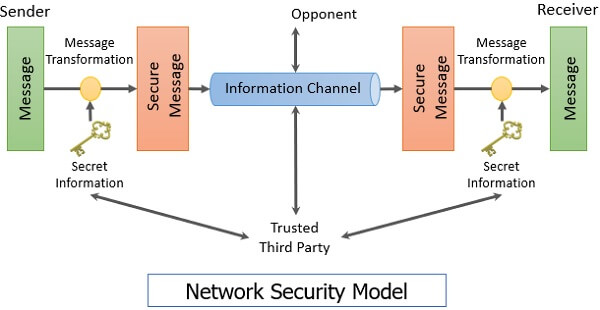 Sender
Opponent
Receiver
Message
Message
Transformation
Secure
Message
Information Channel
Secure
Message
Message
Transformation
Message
Secret
Information
Secret
Information
Trusted
Third Party
Network Security Model